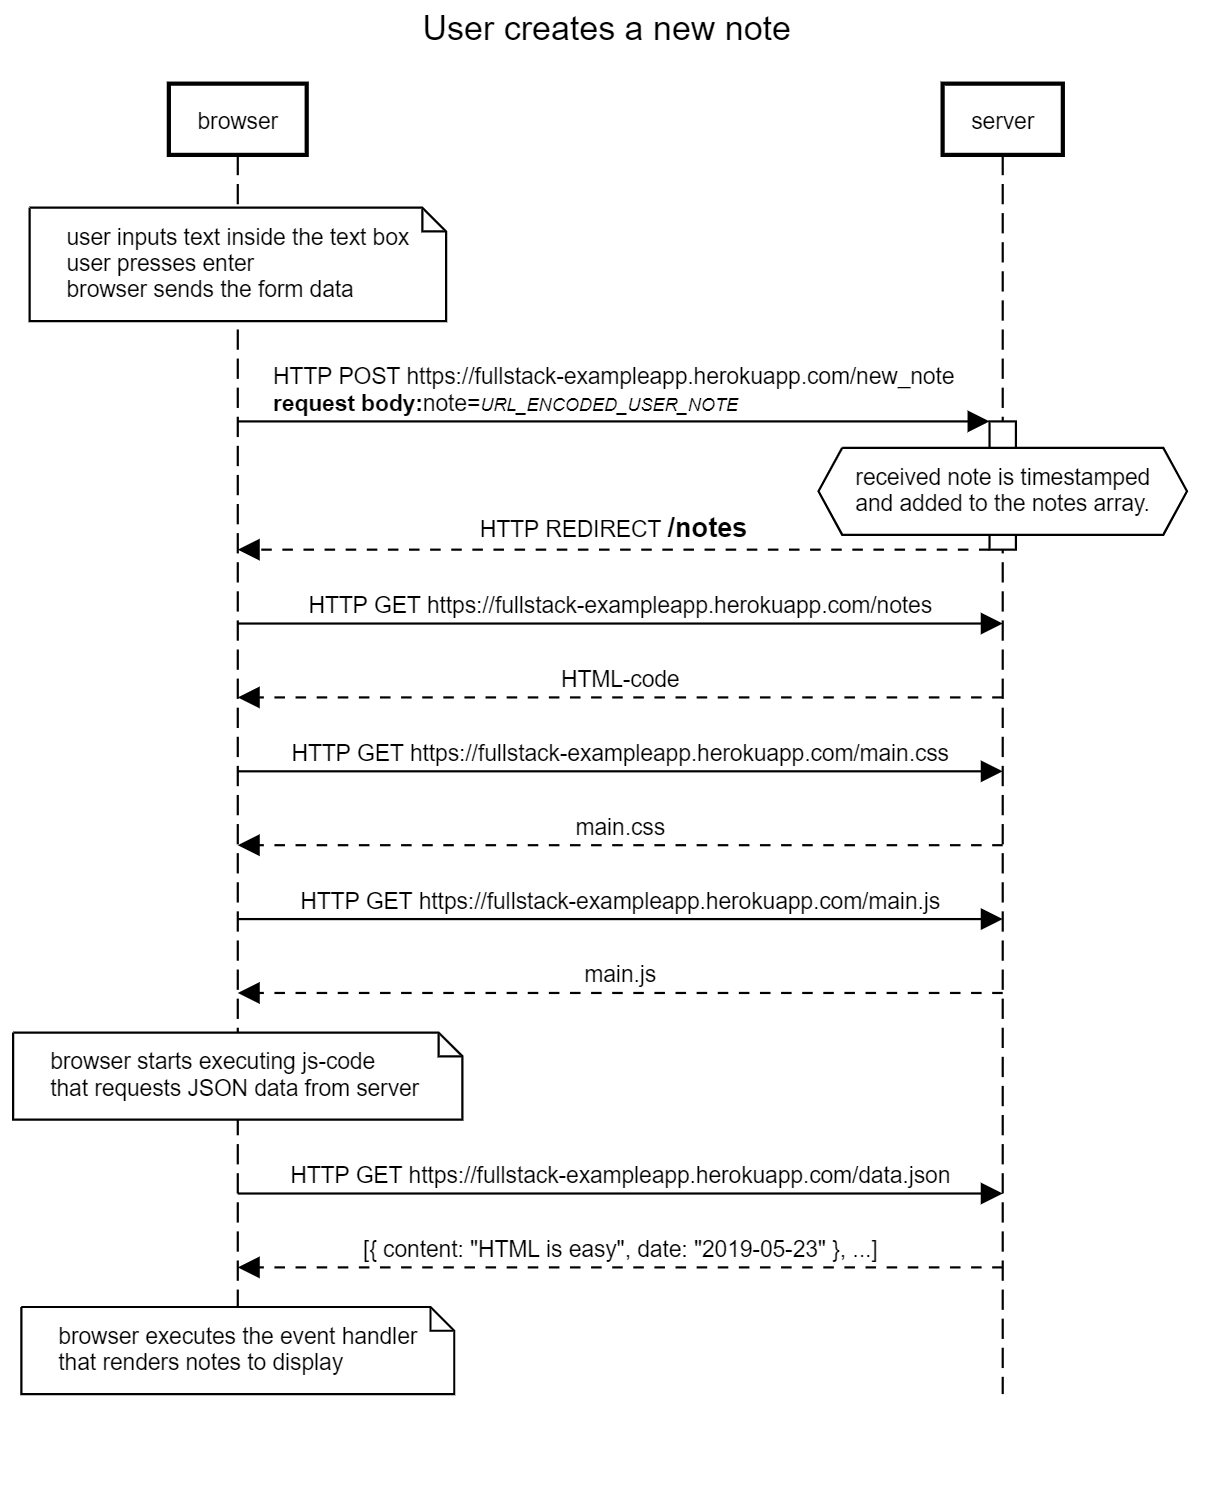 User creates a new note
browser
server
user inputs text inside the text box
user presses enter
browser sends the form data
HTTP POST https://fullstack-exampleapp.herokuapp.com/new_note
request body:note=URL_ENCODED_USER_NOTE
received note is timestamped
and added to the notes array.
HTTP REDIRECT /notes
HTTP GET https://fullstack-exampleapp.herokuapp.com/notes
HTML-code
HTTP GET https://fullstack-exampleapp.herokuapp.com/main.css
main.css
HTTP GET https://fullstack-exampleapp.herokuapp.com/main.js
main.js
browser starts executing js-code
that requests JSON data from server
HTTP GET https://fullstack-exampleapp.herokuapp.com/data.json
[{ content: "HTML is easy", date: "2019-05-23" }, ...]
browser executes the event handler
that renders notes to display